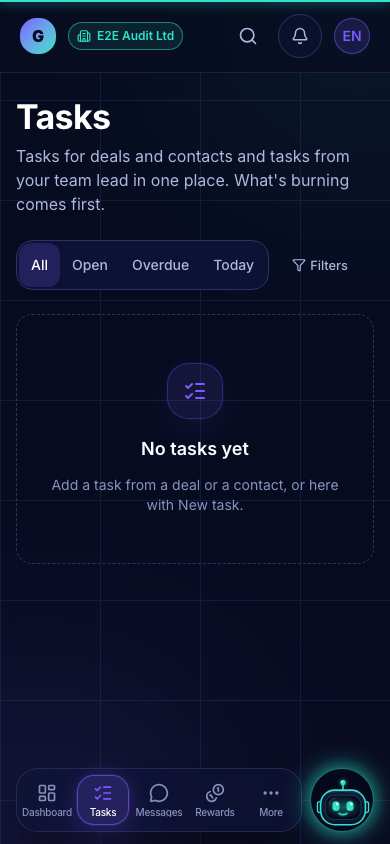 G
E2E Audit Ltd
EN
Tasks
Tasks for deals and contacts and tasks from
your team lead in one place. What's burning
comes first.
All
Open
Overdue
Today
Filters
No tasks yet
Add a task from a deal or a contact, or here
with New task.
Dashboard
Tasks
Messages
Rewards
More